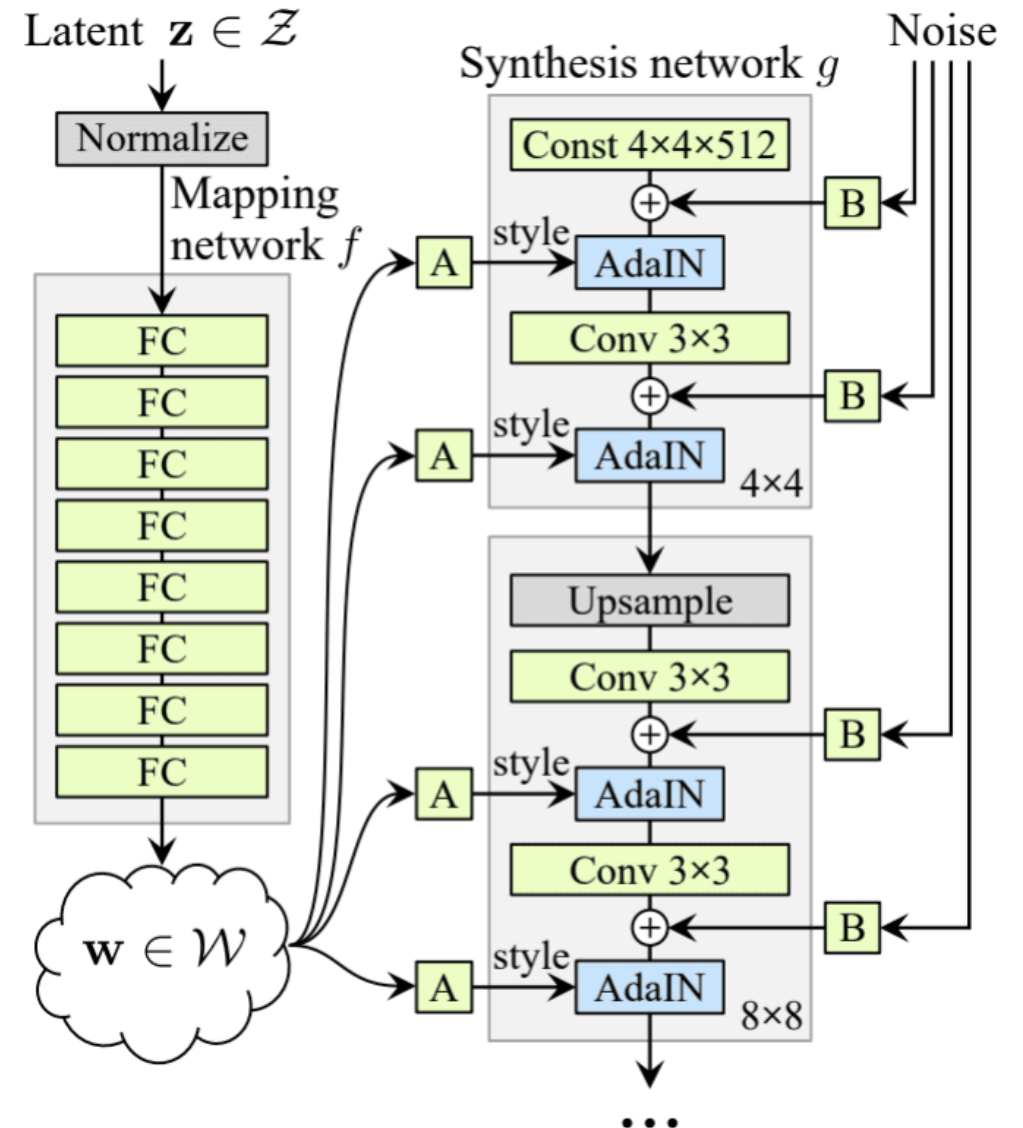 Latent z ∈ 𝒵
Normalize
Mapping
network f
FC
FC
FC
FC
FC
FC
FC
FC
w ∈ 𝒲
Synthesis network g
Noise
Const 4×4×512
B
A
style
AdaIN
Conv 3×3
B
A
style
AdaIN
4×4
Upsample
Conv 3×3
B
A
style
AdaIN
Conv 3×3
B
A
style
AdaIN
8×8
...